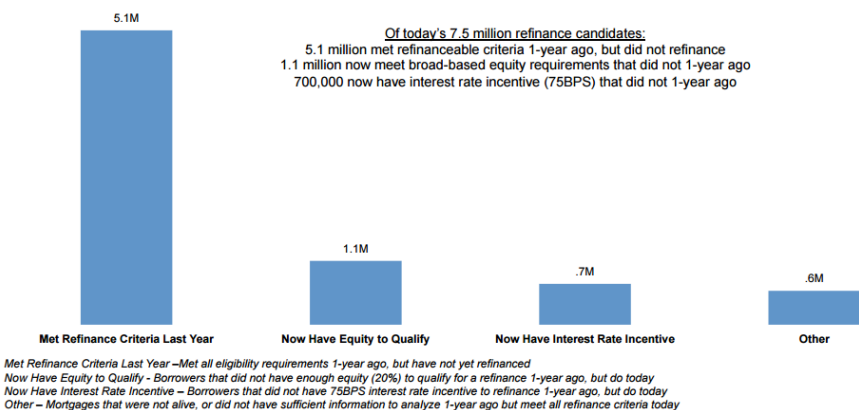 5.1M
Of today's 7.5 million refinance candidates:
5.1 million met refinanceable criteria 1-year ago, but did not refinance
1.1 million now meet broad-based equity requirements that did not 1-year ago
700,000 now have interest rate incentive (75BPS) that did not 1-year ago
1.1M
.7M
.6M
Met Refinance Criteria Last Year
Now Have Equity to Qualify
Now Have Interest Rate Incentive
Other
Met Refinance Criteria Last Year –Met all eligibility requirements 1-year ago, but have not yet refinanced
Now Have Equity to Qualify - Borrowers that did not have enough equity (20%) to qualify for a refinance 1-year ago, but do today
Now Have Interest Rate Incentive – Borrowers that did not have 75BPS interest rate incentive to refinance 1-year ago, but do today
Other – Mortgages that were not alive, or did not have sufficient information to analyze 1-year ago but meet all refinance criteria today